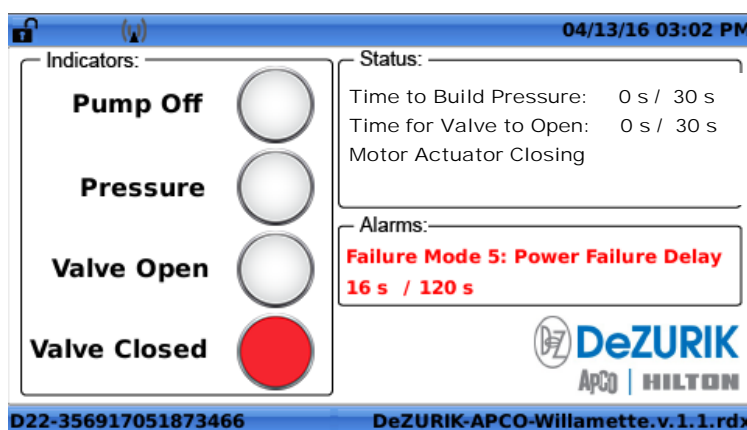 04/13/16 03:02 PM
Indicators:
Pump Off
Pressure
Valve Open
Valve Closed
Status:
Time to Build Pressure: 0 s / 30 s
Time for Valve to Open: 0 s / 30 s
Motor Actuator Closing
Alarms:
Failure Mode 5: Power Failure Delay
16 s / 120 s
DZ DeZURIK
APCO | HILTON
D22-356917051873466 DeZURIK-APCO-Willamette.v.1.1.rdx